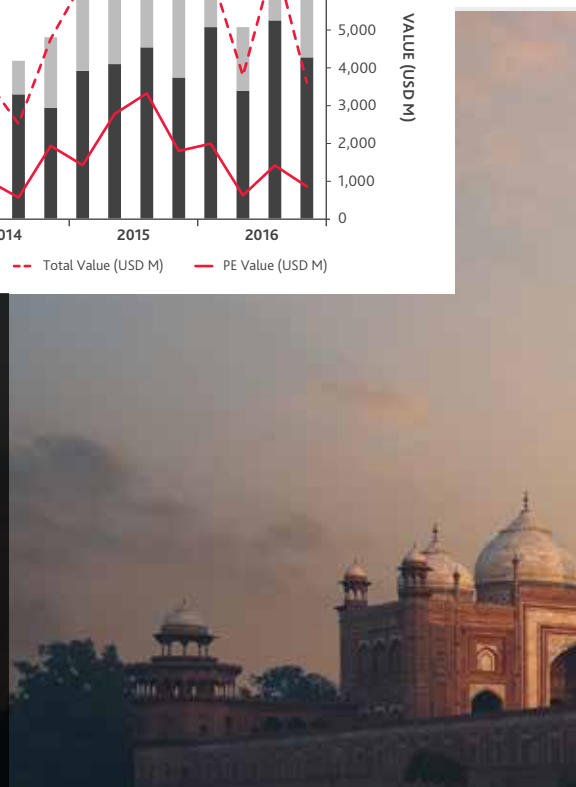 5,000
4,000
3,000
2,000
1,000
0
VALUE (USD M)
2015
2016
Total Value (USD M)
PE Value (USD M)